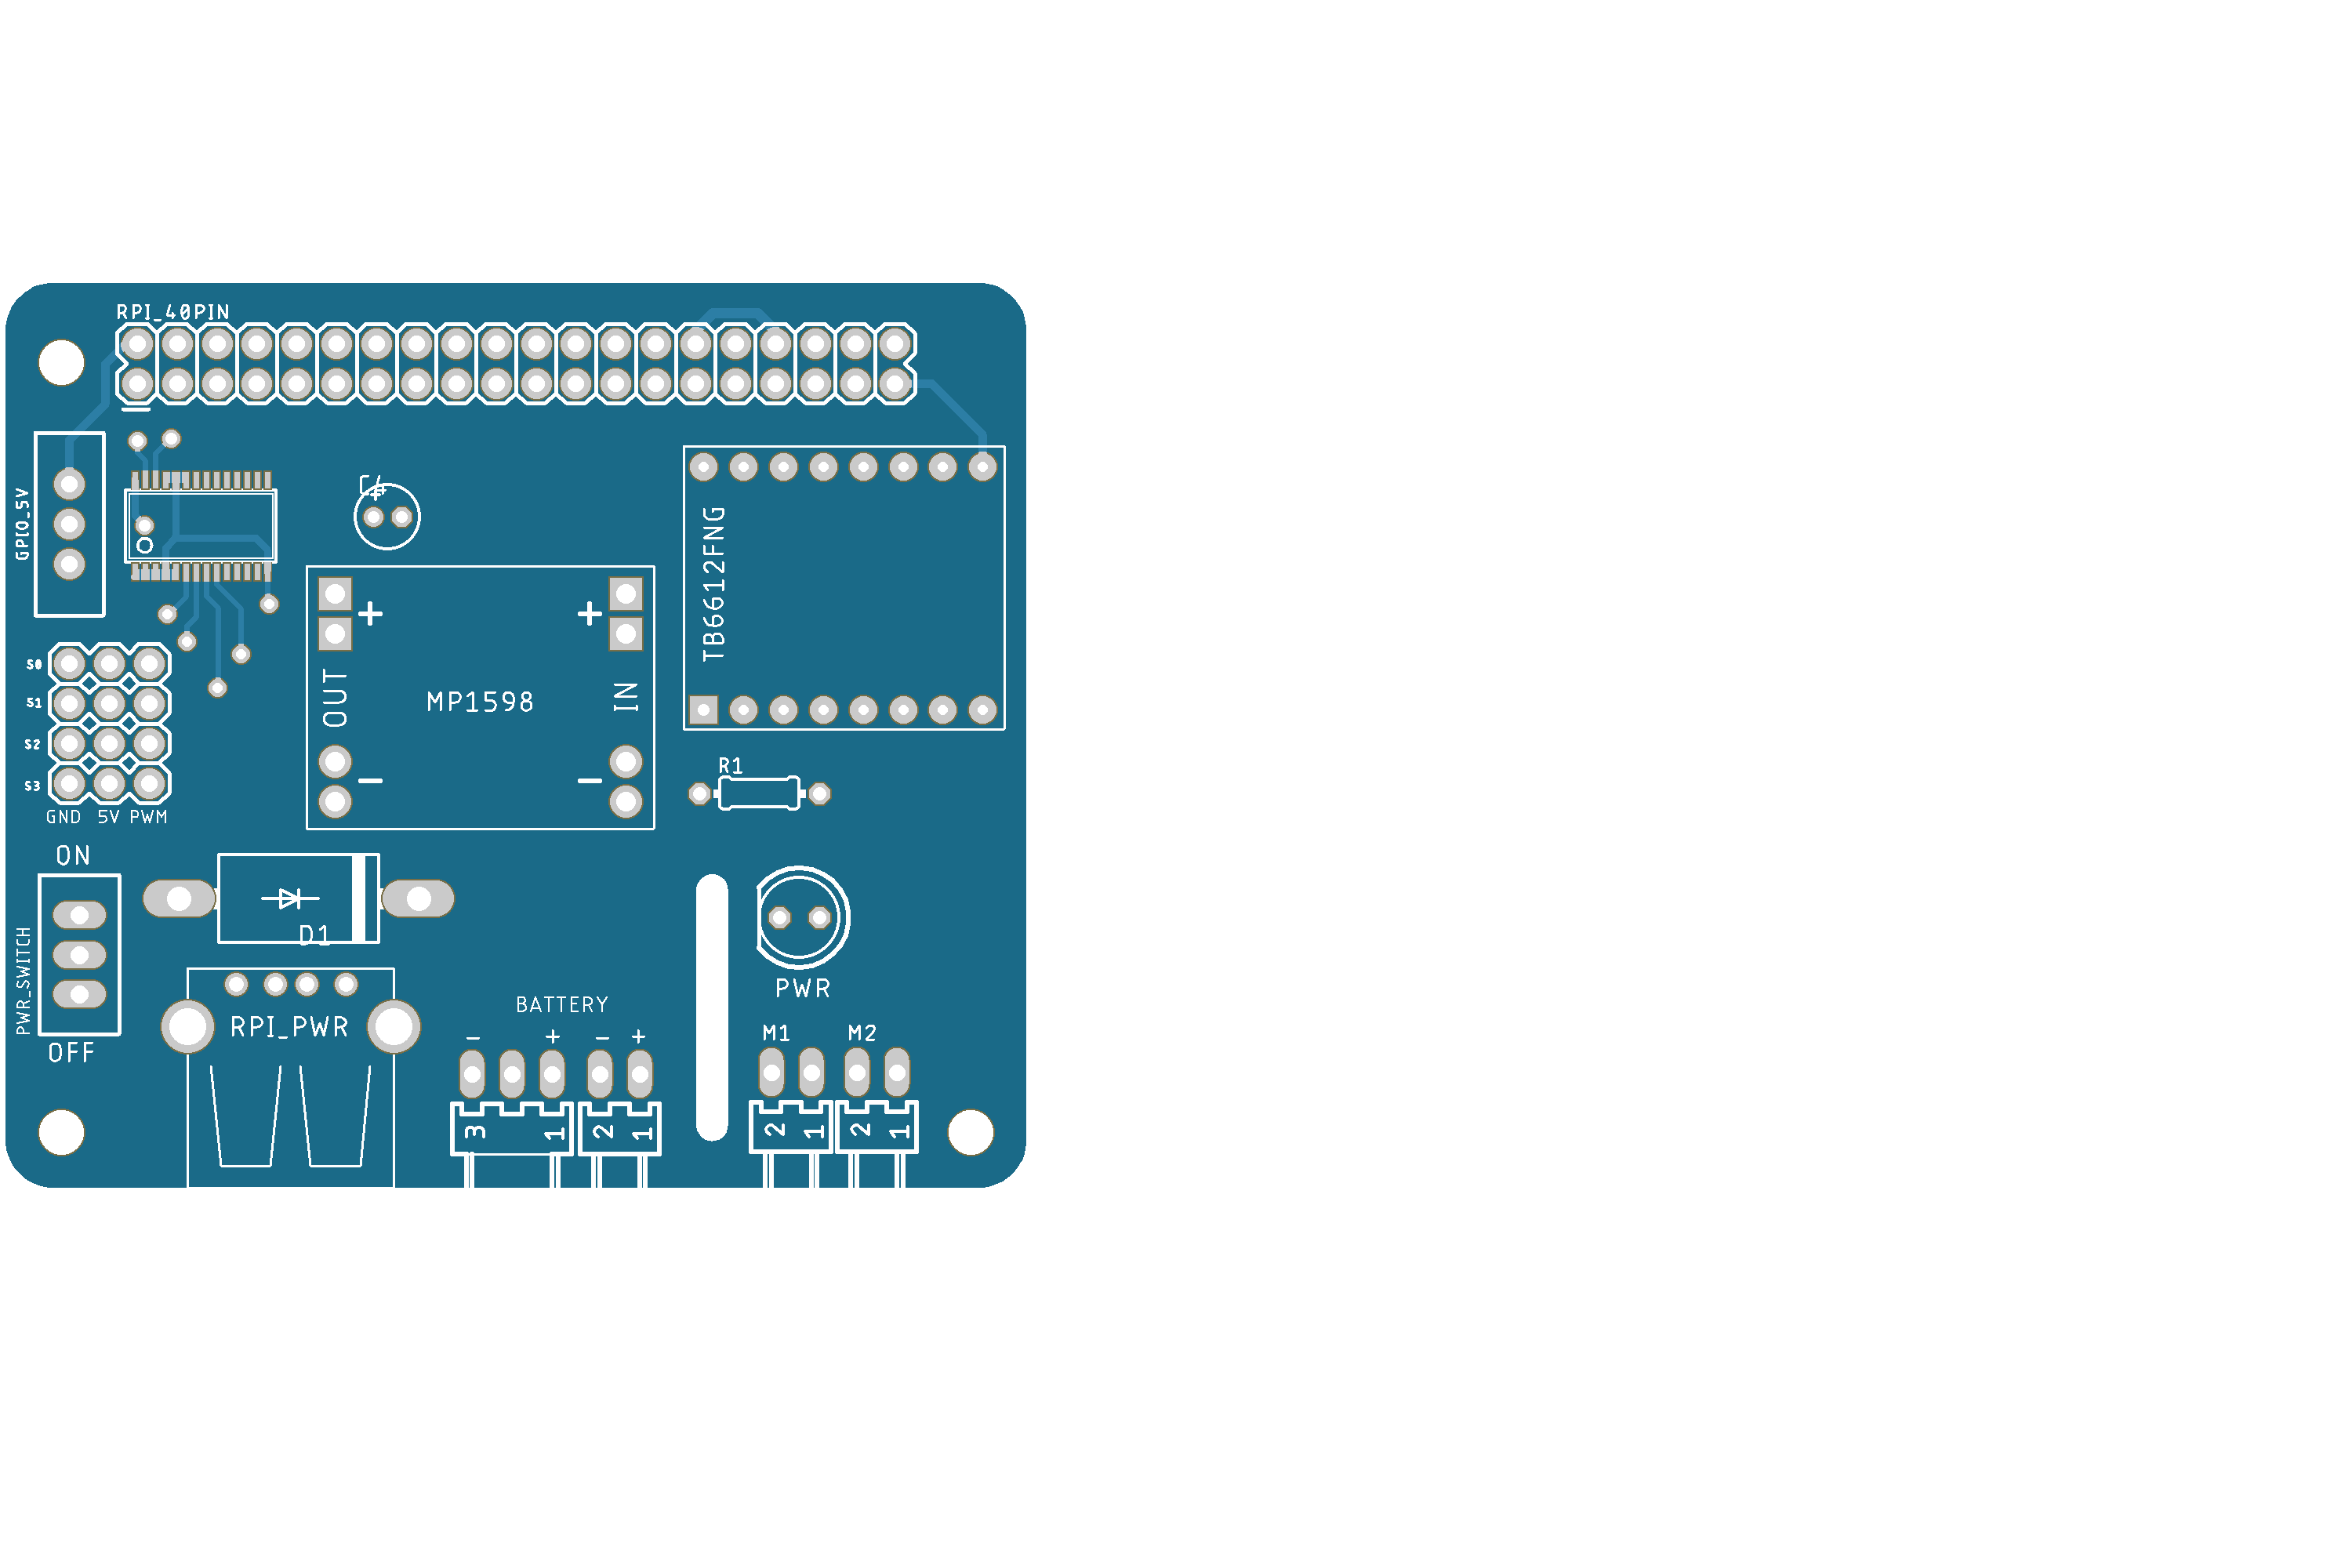 RPI_40PIN
GPIO_5V
C4
+
TB6612FNG
+ +
S0
S1
S2
S3
OUT
MP1598
IN
- -
GND 5V PWM
R1
ON
D1
PWR_SWITCH
OFF
RPI_PWR
BATTERY
- + - +
PWR
M1 M2
3 1 2 1
2 1 2 1